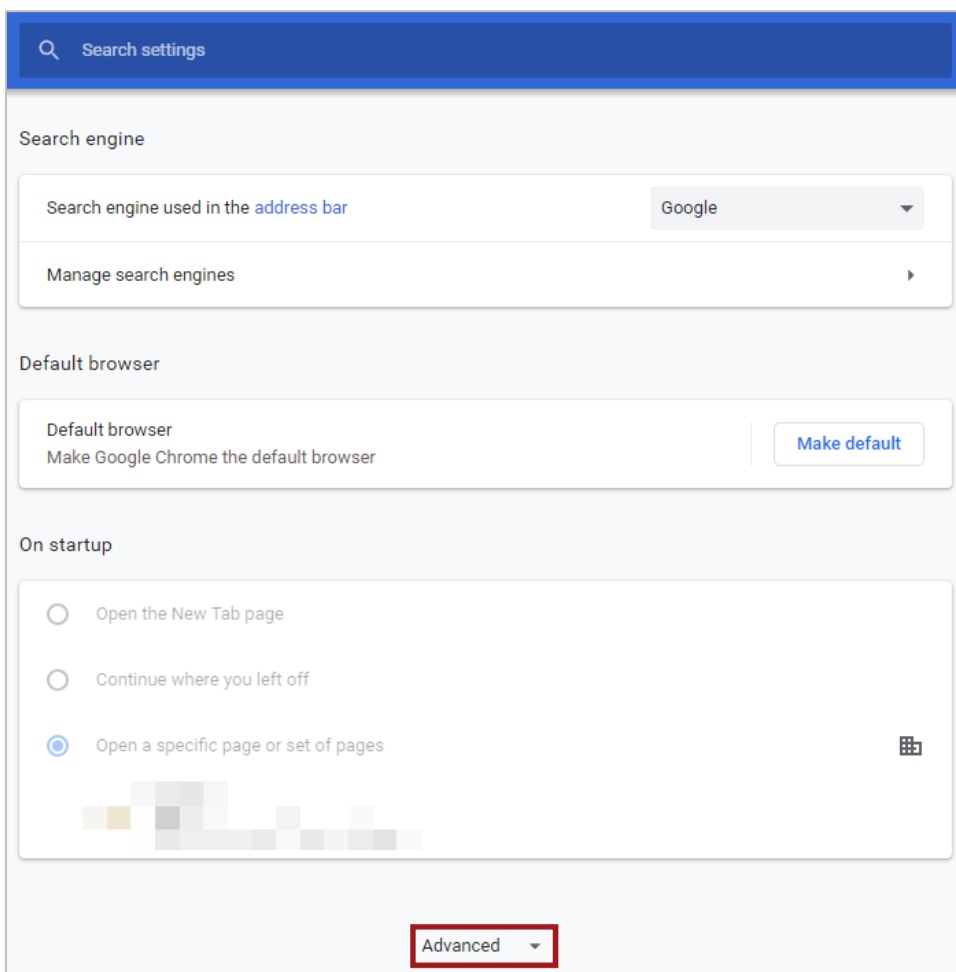 Search settings
Search engine
Search engine used in the address bar
Google
Manage search engines
Default browser
Default browser
Make Google Chrome the default browser
Make default
On startup
Open the New Tab page
Continue where you left off
Open a specific page or set of pages
Advanced